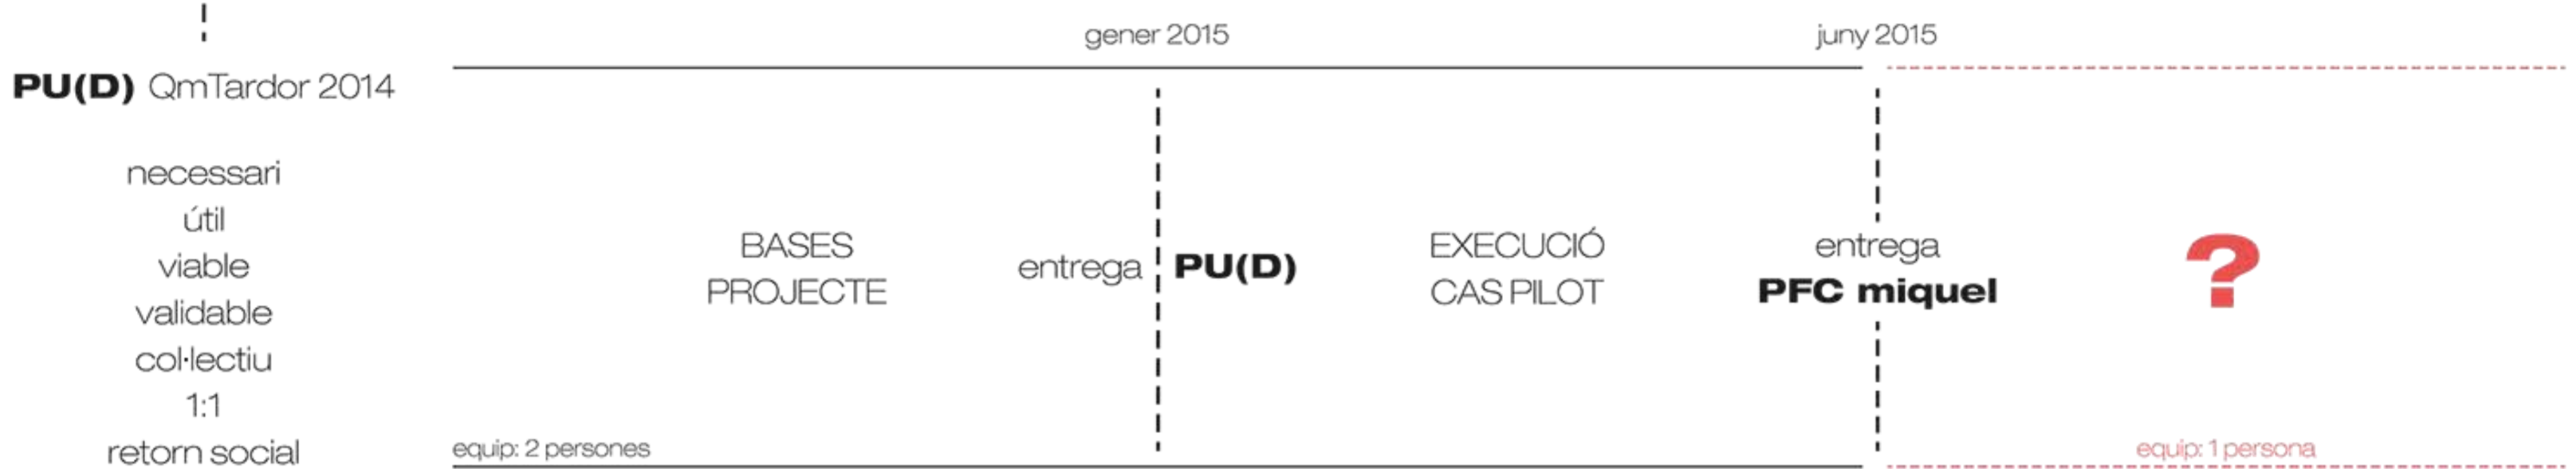 PU(D) QmTardor 2014
necessari
útil
viable
validable
col·lectiu
1:1
retorn social
gener 2015
juny 2015
BASES
PROJECTE
entrega PU(D)
EXECUCIÓ
CAS PILOT
entrega
PFC miquel
?
equip: 2 persones
equip: 1 persona